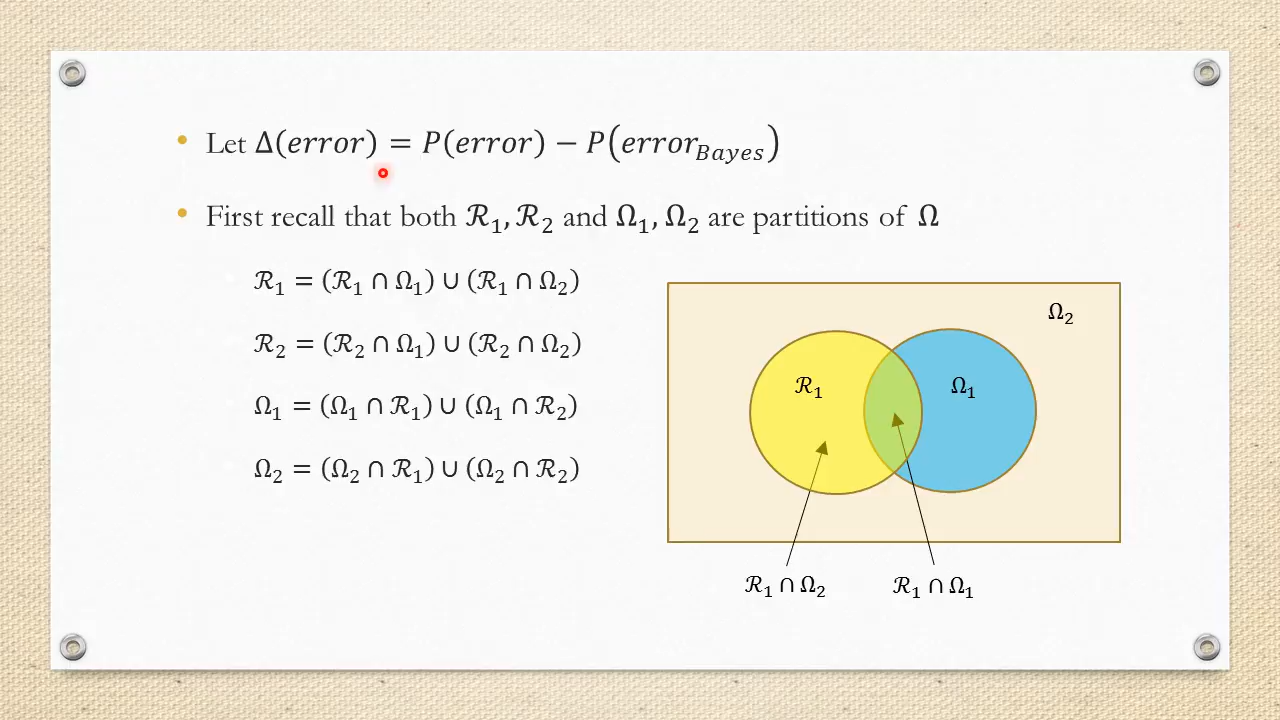 • Let Δ(error) = P(error) − P(error_Bayes)
• First recall that both ℛ₁, ℛ₂ and Ω₁, Ω₂ are partitions of Ω
ℛ₁ = (ℛ₁ ∩ Ω₁) ∪ (ℛ₁ ∩ Ω₂)
ℛ₂ = (ℛ₂ ∩ Ω₁) ∪ (ℛ₂ ∩ Ω₂)
Ω₁ = (Ω₁ ∩ ℛ₁) ∪ (Ω₁ ∩ ℛ₂)
Ω₂ = (Ω₂ ∩ ℛ₁) ∪ (Ω₂ ∩ ℛ₂)
Ω₂
ℛ₁
Ω₁
ℛ₁ ∩ Ω₂
ℛ₁ ∩ Ω₁